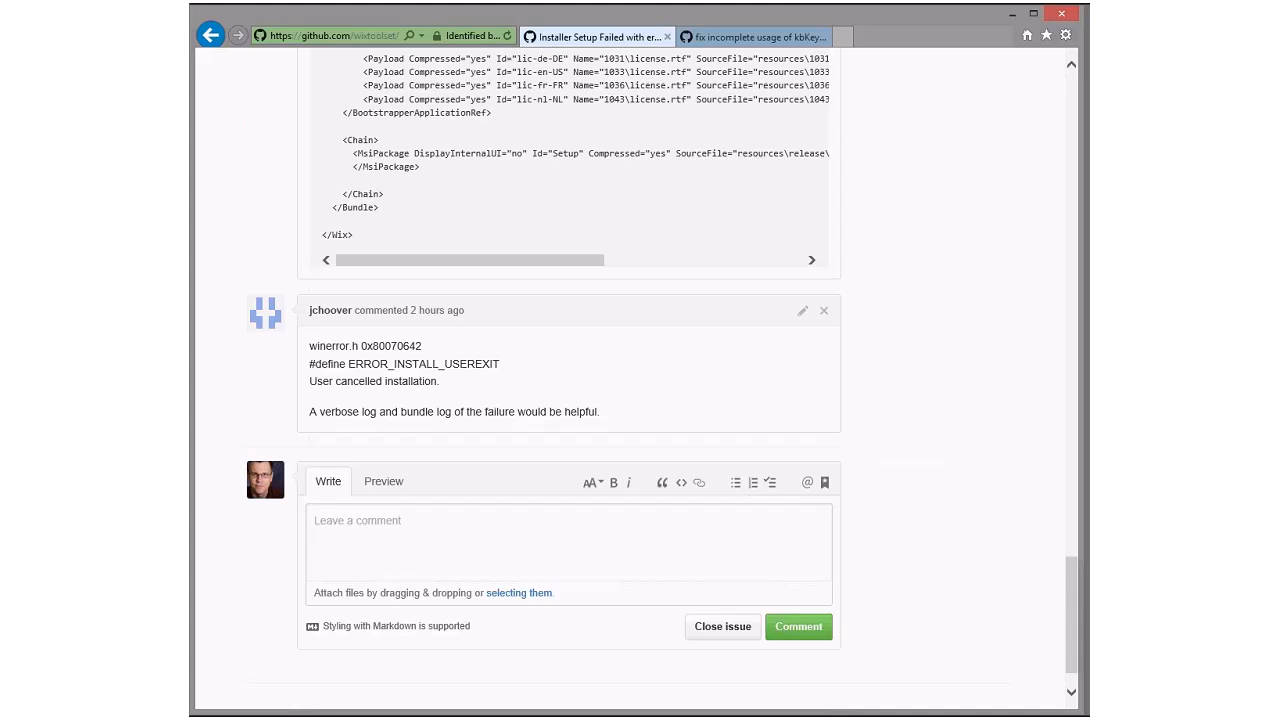 https://github.com/wixtoolset/
Identified b...
Installer Setup Failed with er...
fix incomplete usage of kbKey...
<Payload Compressed="yes" Id="lic-de-DE" Name="1031\license.rtf" SourceFile="resources\1031
<Payload Compressed="yes" Id="lic-en-US" Name="1033\license.rtf" SourceFile="resources\1033
<Payload Compressed="yes" Id="lic-fr-FR" Name="1036\license.rtf" SourceFile="resources\1036
<Payload Compressed="yes" Id="lic-nl-NL" Name="1043\license.rtf" SourceFile="resources\1043
</BootstrapperApplicationRef>
<Chain>
<MsiPackage DisplayInternalUI="no" Id="Setup" Compressed="yes" SourceFile="resources\release\
</MsiPackage>
</Chain>
</Bundle>
</Wix>
jchoover commented 2 hours ago
winerror.h 0x80070642
#define ERROR_INSTALL_USEREXIT
User cancelled installation.
A verbose log and bundle log of the failure would be helpful.
Write Preview
AA B i
Leave a comment
Attach files by dragging & dropping or selecting them.
Styling with Markdown is supported
Close issue
Comment